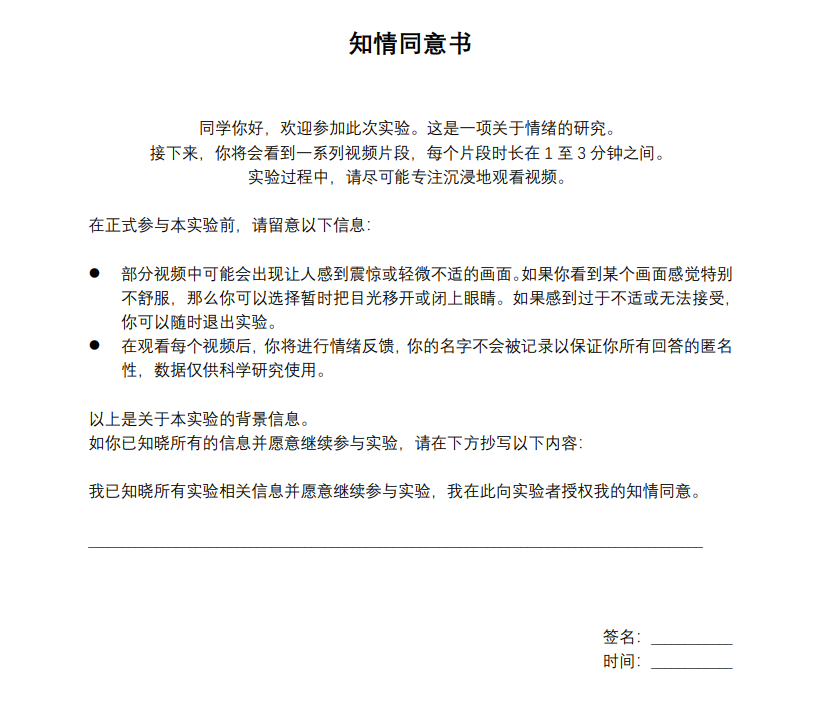 知情同意书
同学你好，欢迎参加此次实验。这是一项关于情绪的研究。
接下来，你将会看到一系列视频片段，每个片段时长在 1 至 3 分钟之间。
实验过程中，请尽可能专注沉浸地观看视频。
在正式参与本实验前，请留意以下信息：
● 部分视频中可能会出现让人感到震惊或轻微不适的画面。如果你看到某个画面感觉特别
不舒服，那么你可以选择暂时把目光移开或闭上眼睛。如果感到过于不适或无法接受，
你可以随时退出实验。
● 在观看每个视频后，你将进行情绪反馈，你的名字不会被记录以保证你所有回答的匿名
性，数据仅供科学研究使用。
以上是关于本实验的背景信息。
如你已知晓所有的信息并愿意继续参与实验，请在下方抄写以下内容：
我已知晓所有实验相关信息并愿意继续参与实验，我在此向实验者授权我的知情同意。
签名：
时间：